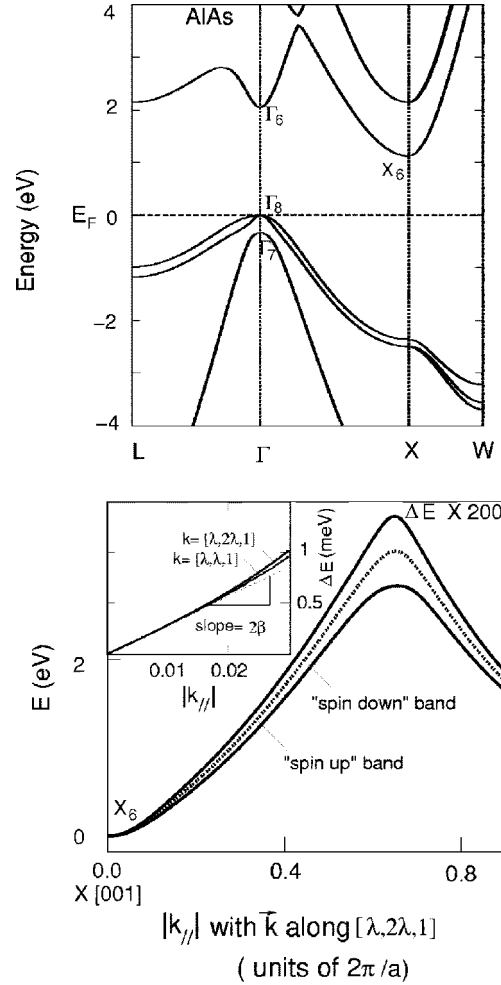 AlAs
4
2
E_F 0
-2
-4
Energy (eV)
Γ6
X6
Γ8
Γ7
L Γ X W
ΔE X 200
k= [λ,2λ,1]
k= [λ,λ,1]
1
0.5
ΔE (meV)
slope= 2β
0.01 0.02
|k//|
E (eV)
2
0
"spin down" band
"spin up" band
X6
0.0 0.4 0.8
X [001]
|k//| with k⃗ along [λ,2λ,1]
( units of 2π/a)